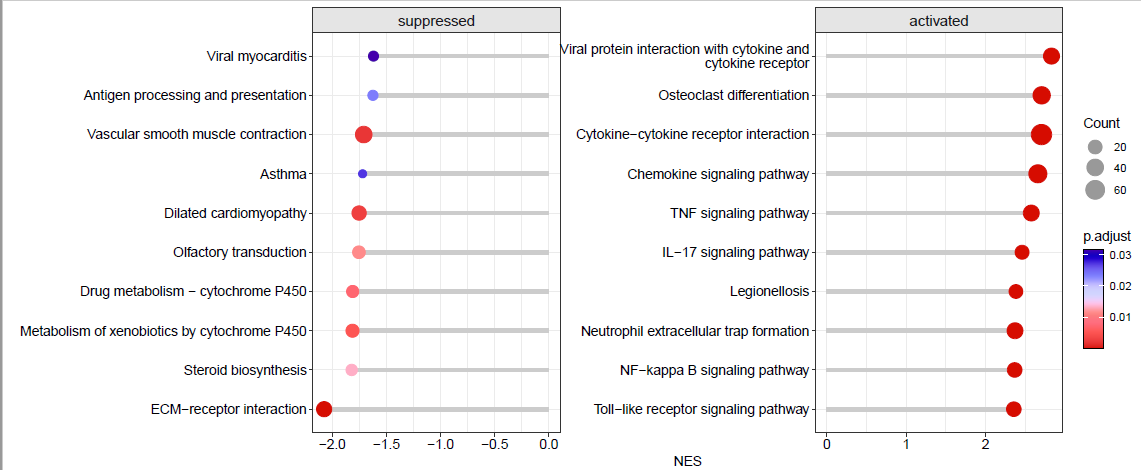 suppressed
activated
Viral myocarditis
Antigen processing and presentation
Vascular smooth muscle contraction
Asthma
Dilated cardiomyopathy
Olfactory transduction
Drug metabolism − cytochrome P450
Metabolism of xenobiotics by cytochrome P450
Steroid biosynthesis
ECM−receptor interaction
−2.0 −1.5 −1.0 −0.5 0.0
Viral protein interaction with cytokine and
cytokine receptor
Osteoclast differentiation
Cytokine−cytokine receptor interaction
Chemokine signaling pathway
TNF signaling pathway
IL−17 signaling pathway
Legionellosis
Neutrophil extracellular trap formation
NF−kappa B signaling pathway
Toll−like receptor signaling pathway
0 1 2
NES
Count
20
40
60
p.adjust
0.03
0.02
0.01